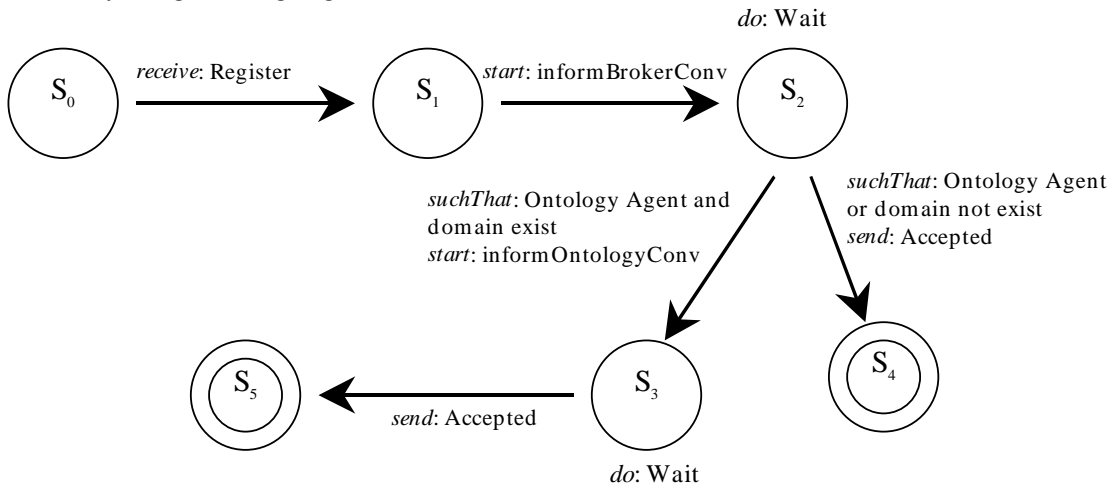 do: Wait
S0
receive: Register
S1
start: informBrokerConv
S2
suchThat: Ontology Agent and
domain exist
start: informOntologyConv
suchThat: Ontology Agent
or domain not exist
send: Accepted
S5
send: Accepted
S3
do: Wait
S4